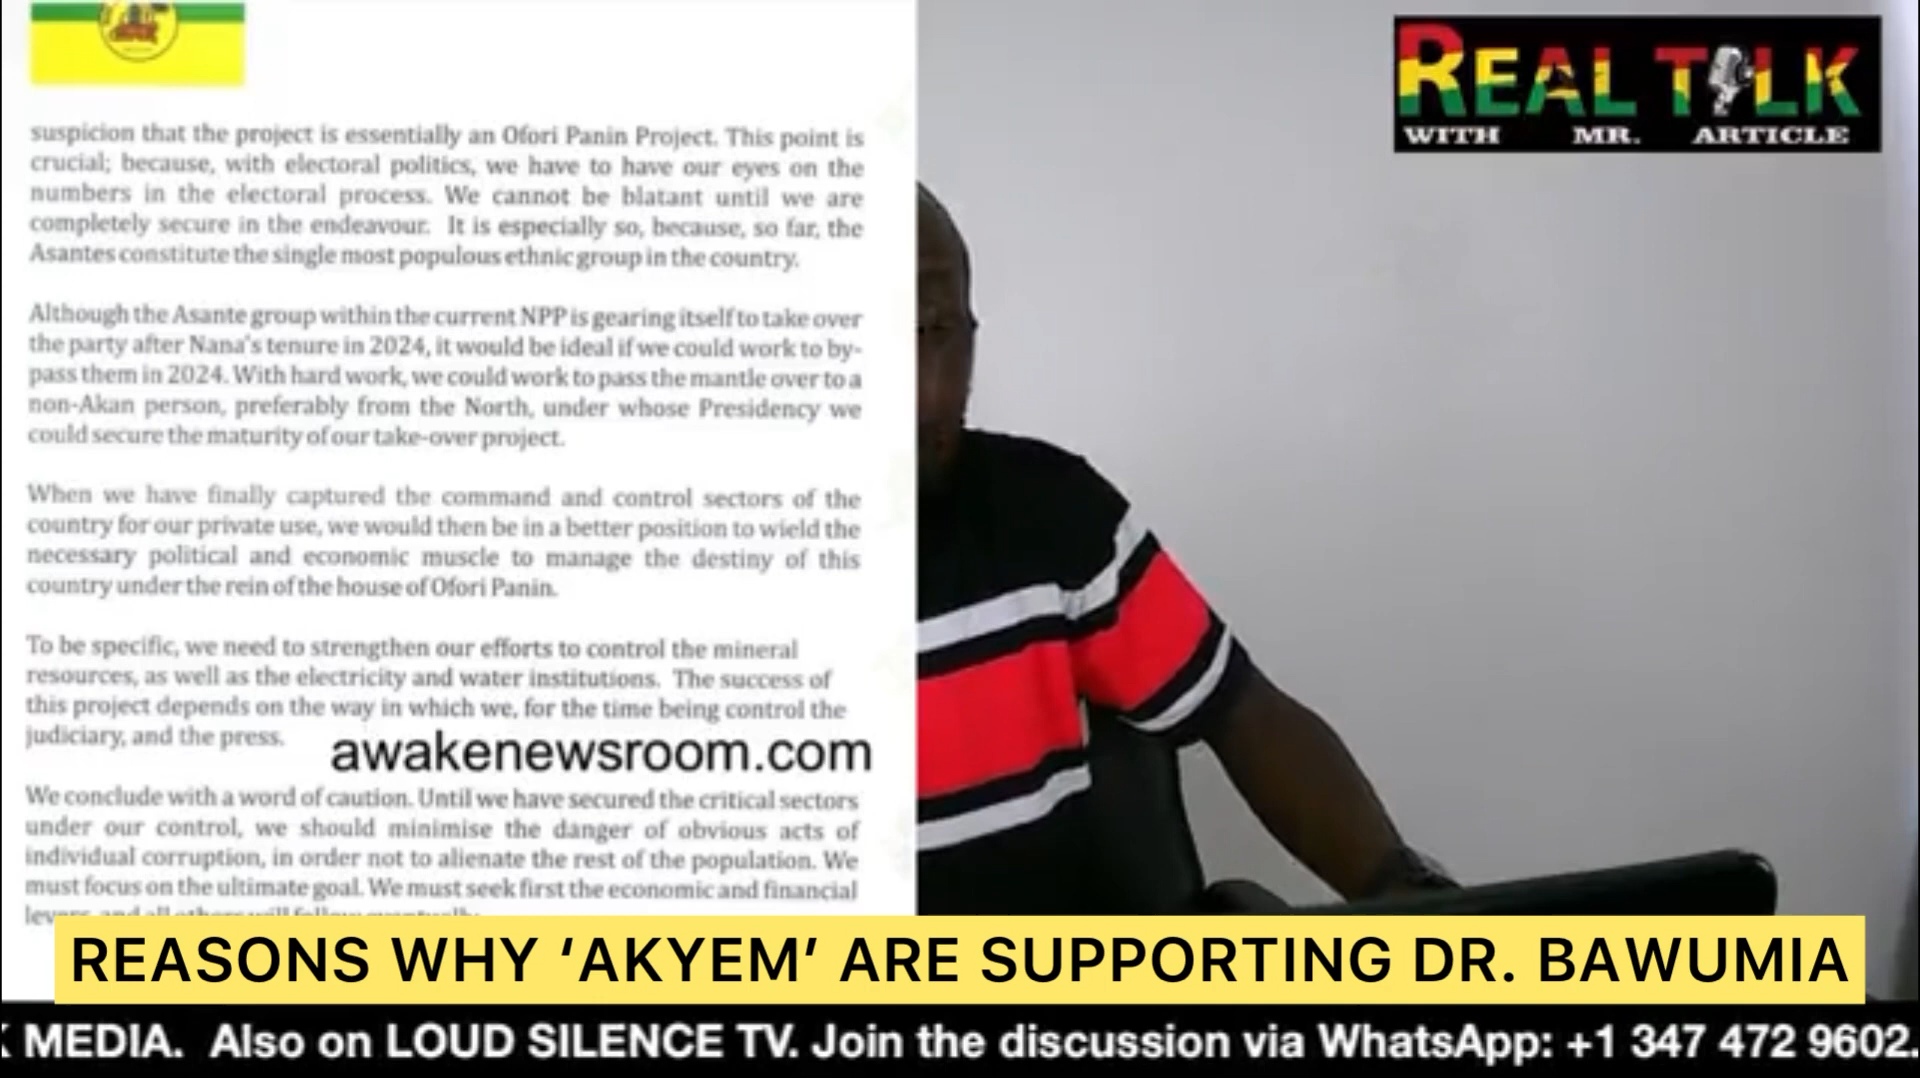 suspicion that the project is essentially an Ofori Panin Project. This point is
crucial; because, with electoral politics, we have to have our eyes on the
numbers in the electoral process. We cannot be blatant until we are
completely secure in the endeavour. It is especially so, because, so far, the
Asantes constitute the single most populous ethnic group in the country.
Although the Asante group within the current NPP is gearing itself to take over
the party after Nana's tenure in 2024, it would be ideal if we could work to by-
pass them in 2024. With hard work, we could work to pass the mantle over to a
non-Akan person, preferably from the North, under whose Presidency we
could secure the maturity of our take-over project.
When we have finally captured the command and control sectors of the
country for our private use, we would then be in a better position to wield the
necessary political and economic muscle to manage the destiny of this
country under the rein of the house of Ofori Panin.
To be specific, we need to strengthen our efforts to control the mineral
resources, as well as the electricity and water institutions. The success of
this project depends on the way in which we, for the time being control the
judiciary, and the press.
awakenewsroom.com
We conclude with a word of caution. Until we have secured the critical sectors
under our control, we should minimise the danger of obvious acts of
individual corruption, in order not to alienate the rest of the population. We
must focus on the ultimate goal. We must seek first the economic and financial
REAL TALK
WITH MR. ARTICLE
REASONS WHY ‘AKYEM’ ARE SUPPORTING DR. BAWUMIA
MEDIA. Also on LOUD SILENCE TV. Join the discussion via WhatsApp: +1 347 472 9602.